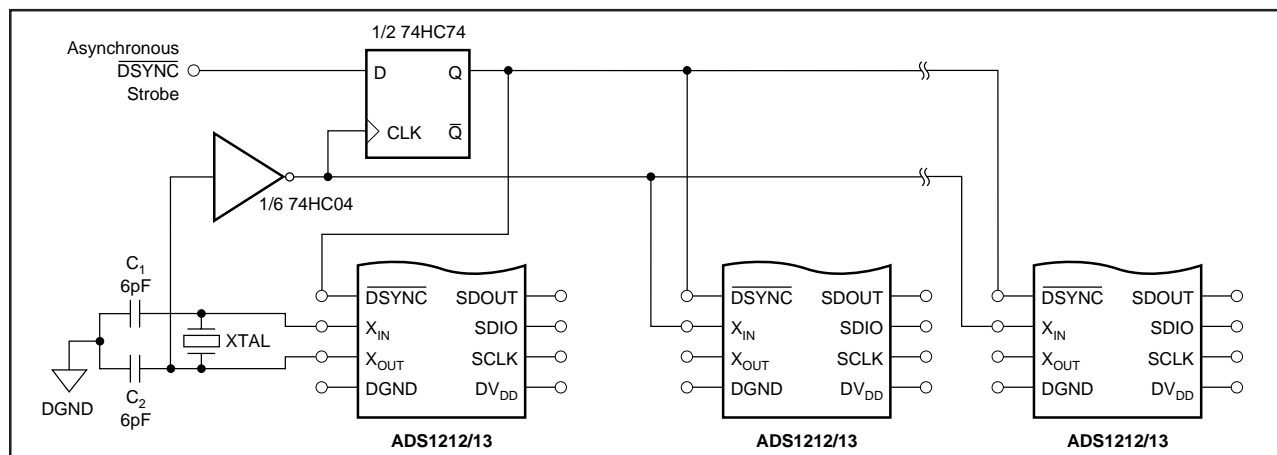 1/2 74HC74
Asynchronous
DSYNC
Strobe
D Q
CLK Q
1/6 74HC04
C1
6pF
XTAL
C2
6pF
DGND
DSYNC SDOUT
XIN SDIO
XOUT SCLK
DGND DVDD
ADS1212/13
DSYNC SDOUT
XIN SDIO
XOUT SCLK
DGND DVDD
ADS1212/13
DSYNC SDOUT
XIN SDIO
XOUT SCLK
DGND DVDD
ADS1212/13